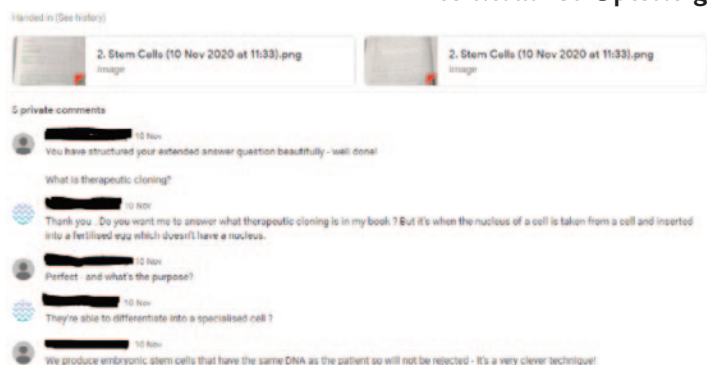 Handed in (See history)
2. Stem Cells (10 Nov 2020 at 11:33).png
Image
2. Stem Cells (10 Nov 2020 at 11:33).png
Image
5 private comments
10 Nov
You have structured your extended answer question beautifully - well done!
What is therapeutic cloning?
10 Nov
Thank you . Do you want me to answer what therapeutic cloning is in my book ? But it's when the nucleus of a cell is taken from a cell and inserted
into a fertilised egg which doesn't have a nucleus.
10 Nov
Perfect - and what's the purpose?
10 Nov
They're able to differentiate into a specialised cell ?
10 Nov
We produce embryonic stem cells that have the same DNA as the patient so will not be rejected - It's a very clever technique!